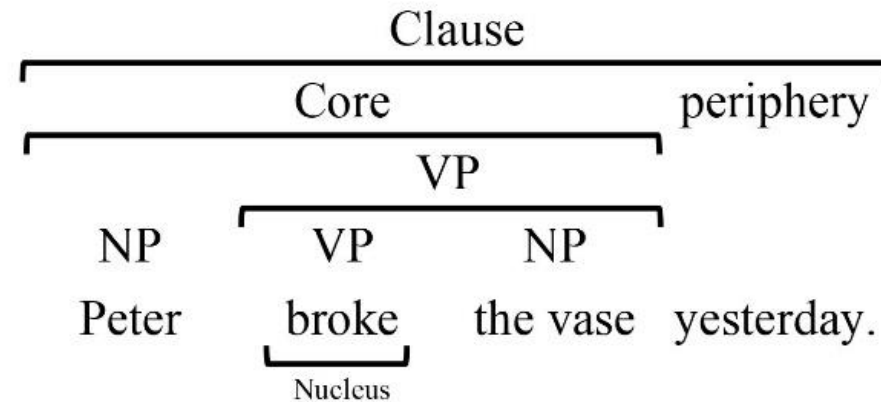 Clause
Core periphery
VP
NP VP NP
Peter broke the vase yesterday.
Nucleus